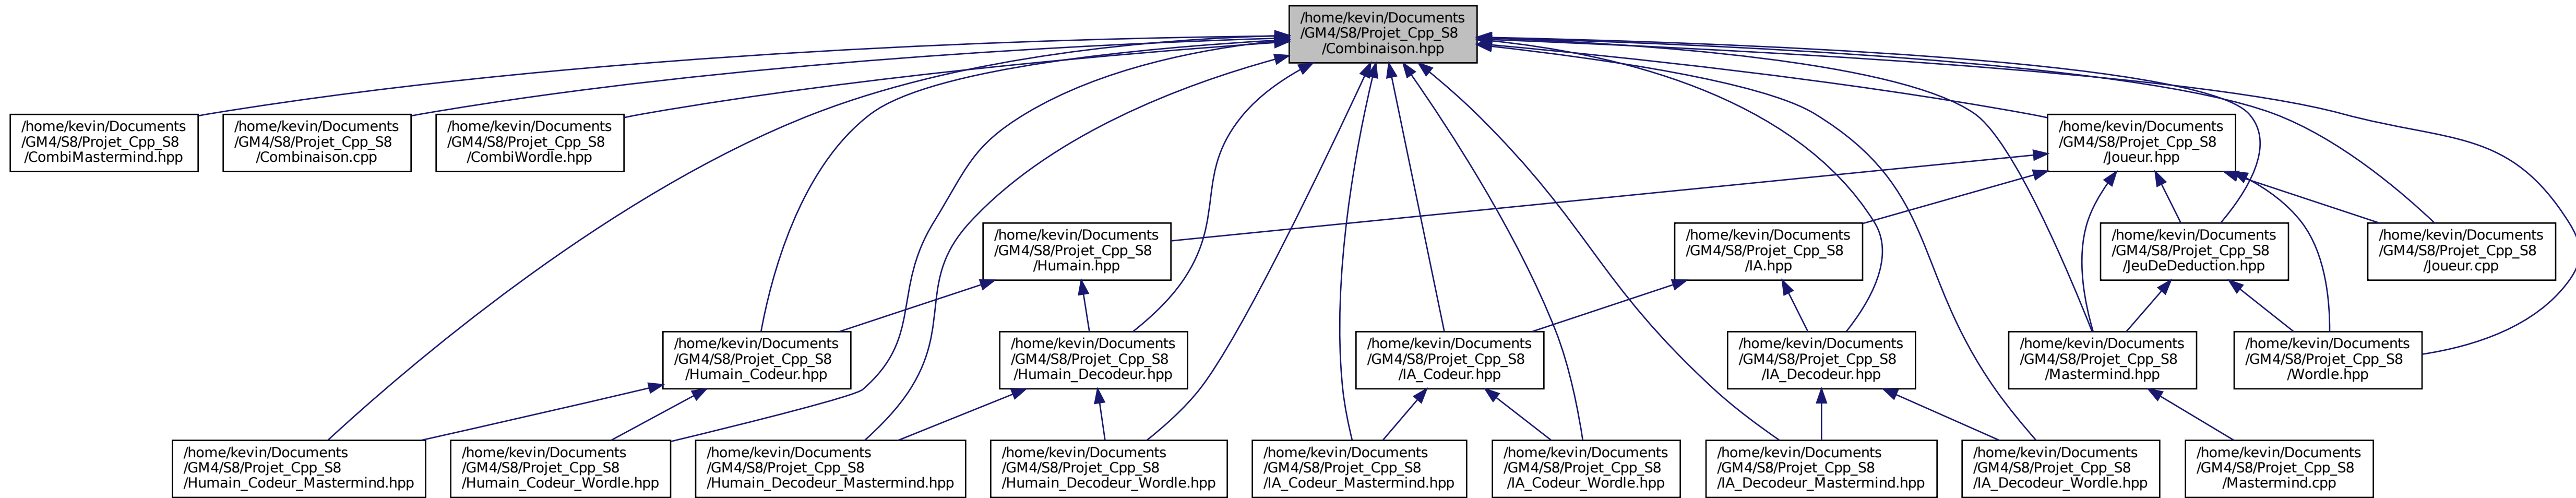 /home/kevin/Documents
/GM4/S8/Projet_Cpp_S8
/Combinaison.hpp
/home/kevin/Documents
/GM4/S8/Projet_Cpp_S8
/CombiMastermind.hpp
/home/kevin/Documents
/GM4/S8/Projet_Cpp_S8
/Combinaison.cpp
/home/kevin/Documents
/GM4/S8/Projet_Cpp_S8
/CombiWordle.hpp
/home/kevin/Documents
/GM4/S8/Projet_Cpp_S8
/Joueur.hpp
/home/kevin/Documents
/GM4/S8/Projet_Cpp_S8
/Humain.hpp
/home/kevin/Documents
/GM4/S8/Projet_Cpp_S8
/IA.hpp
/home/kevin/Documents
/GM4/S8/Projet_Cpp_S8
/JeuDeDeduction.hpp
/home/kevin/Documents
/GM4/S8/Projet_Cpp_S8
/Joueur.cpp
/home/kevin/Documents
/GM4/S8/Projet_Cpp_S8
/Humain_Codeur.hpp
/home/kevin/Documents
/GM4/S8/Projet_Cpp_S8
/Humain_Decodeur.hpp
/home/kevin/Documents
/GM4/S8/Projet_Cpp_S8
/IA_Codeur.hpp
/home/kevin/Documents
/GM4/S8/Projet_Cpp_S8
/IA_Decodeur.hpp
/home/kevin/Documents
/GM4/S8/Projet_Cpp_S8
/Mastermind.hpp
/home/kevin/Documents
/GM4/S8/Projet_Cpp_S8
/Wordle.hpp
/home/kevin/Documents
/GM4/S8/Projet_Cpp_S8
/Humain_Codeur_Mastermind.hpp
/home/kevin/Documents
/GM4/S8/Projet_Cpp_S8
/Humain_Codeur_Wordle.hpp
/home/kevin/Documents
/GM4/S8/Projet_Cpp_S8
/Humain_Decodeur_Mastermind.hpp
/home/kevin/Documents
/GM4/S8/Projet_Cpp_S8
/Humain_Decodeur_Wordle.hpp
/home/kevin/Documents
/GM4/S8/Projet_Cpp_S8
/IA_Codeur_Mastermind.hpp
/home/kevin/Documents
/GM4/S8/Projet_Cpp_S8
/IA_Codeur_Wordle.hpp
/home/kevin/Documents
/GM4/S8/Projet_Cpp_S8
/IA_Decodeur_Mastermind.hpp
/home/kevin/Documents
/GM4/S8/Projet_Cpp_S8
/IA_Decodeur_Wordle.hpp
/home/kevin/Documents
/GM4/S8/Projet_Cpp_S8
/Mastermind.cpp